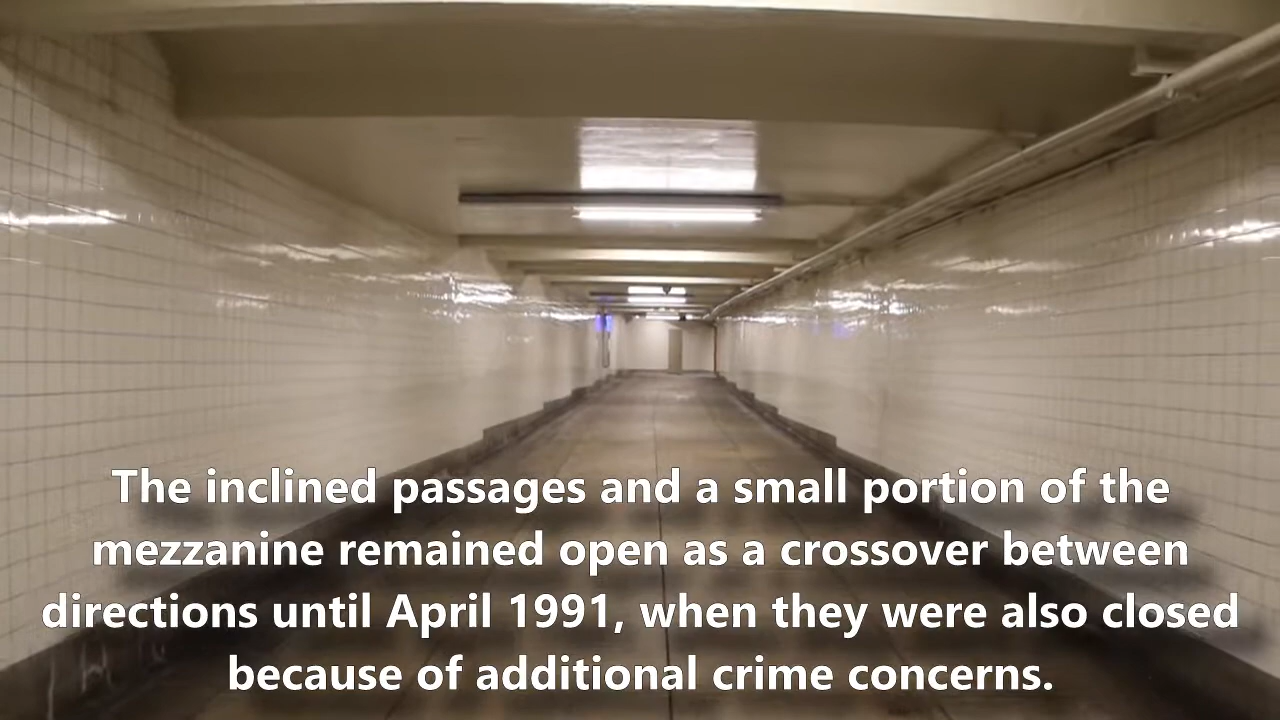 The inclined passages and a small portion of the
mezzanine remained open as a crossover between
directions until April 1991, when they were also closed
because of additional crime concerns.